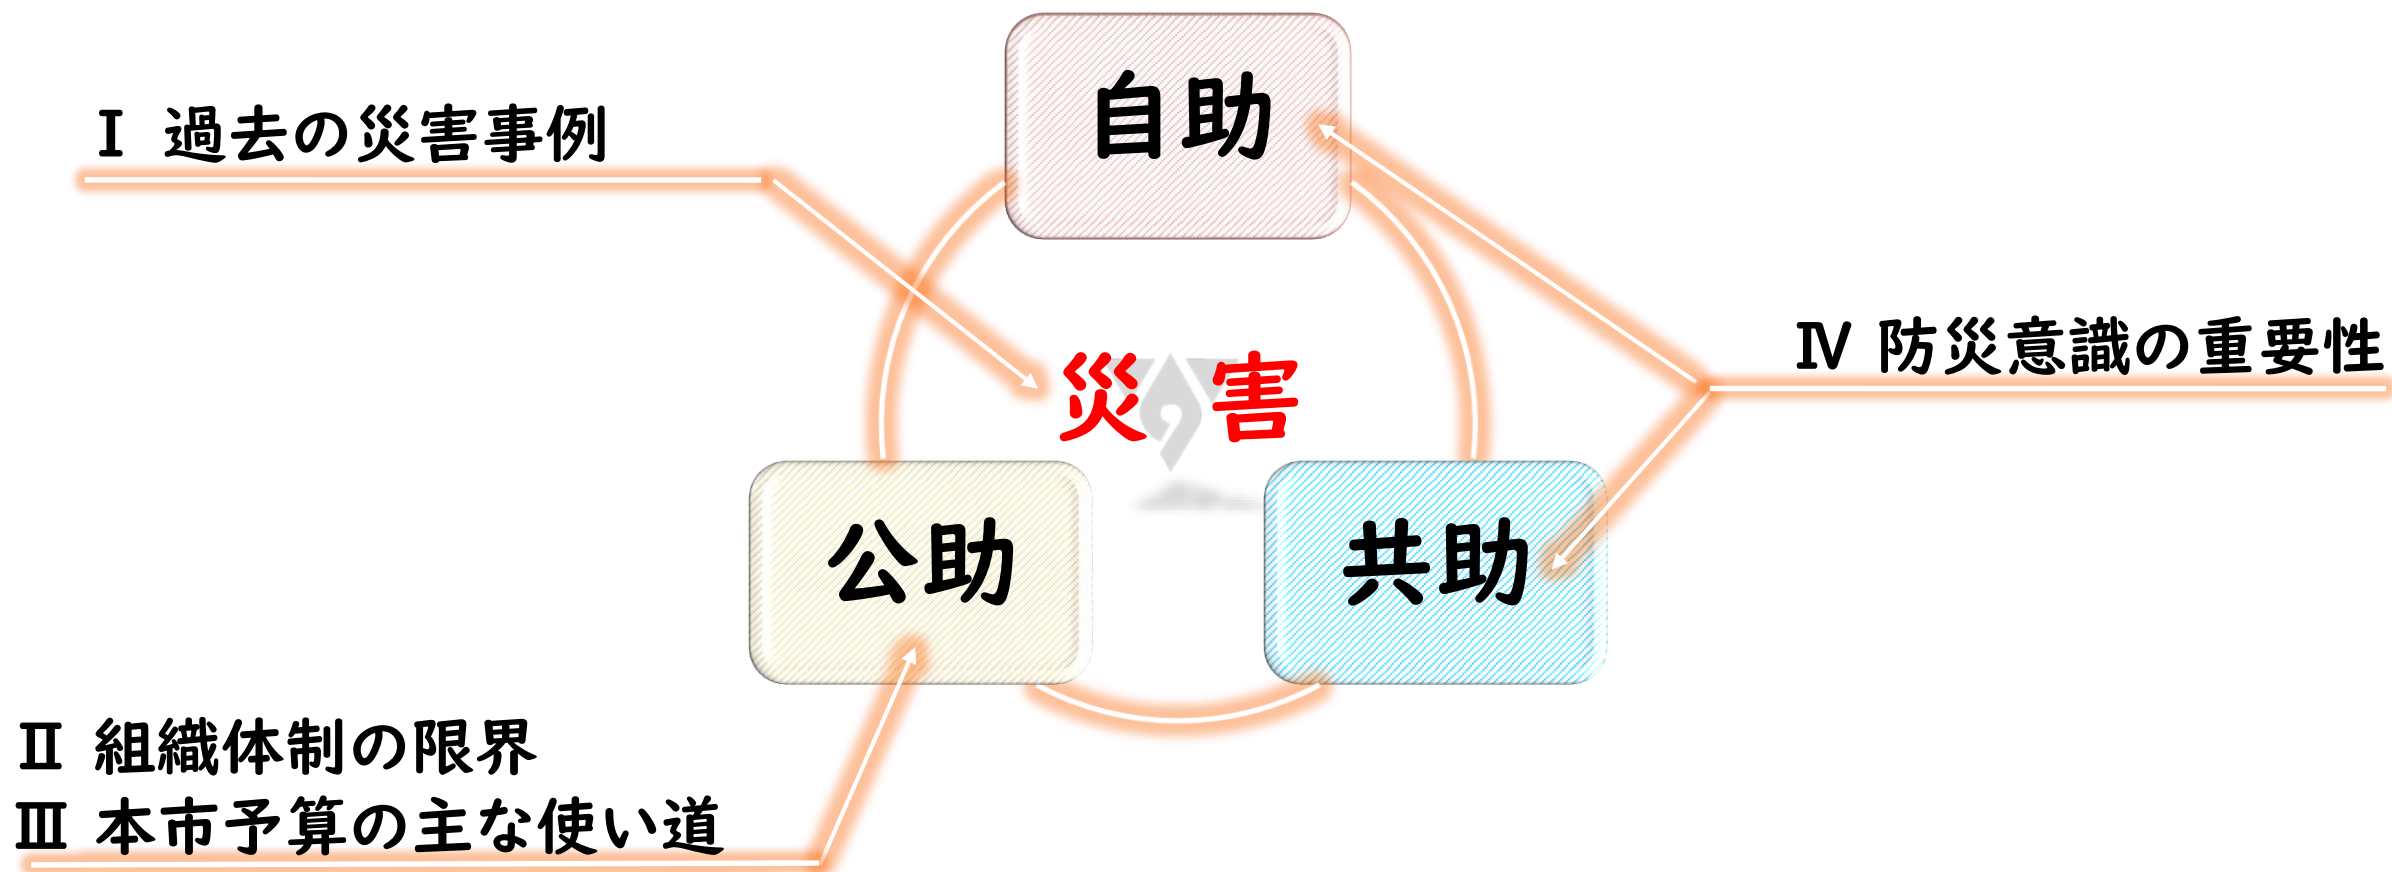 自助
Ⅰ 過去の災害事例
Ⅳ 防災意識の重要性
災害
公助
共助
Ⅱ 組織体制の限界
Ⅲ 本市予算の主な使い道